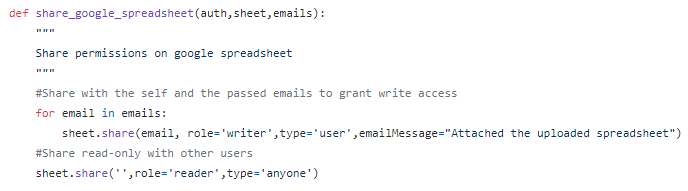 def share_google_spreadsheet(auth,sheet,emails):
    """
    Share permissions on google spreadsheet
    """
    #Share with the self and the passed emails to grant write access
    for email in emails:
        sheet.share(email, role='writer',type='user',emailMessage="Attached the uploaded spreadsheet")
    #Share read-only with other users
    sheet.share('',role='reader',type='anyone')